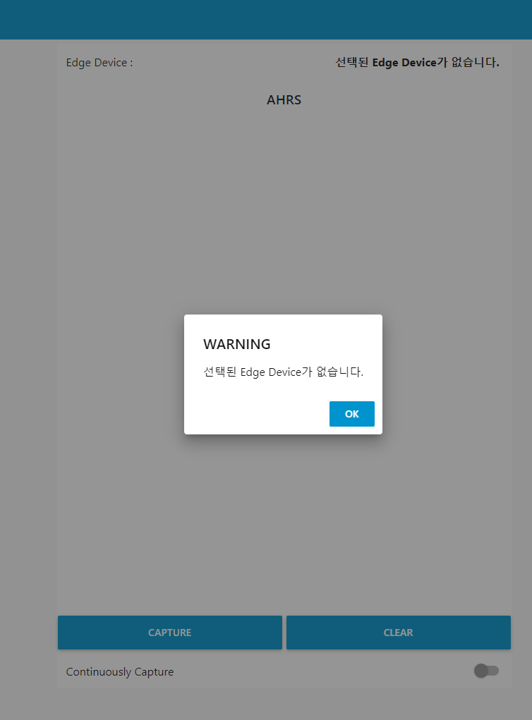 Edge Device : 선택된 Edge Device가 없습니다.
AHRS
WARNING
선택된 Edge Device가 없습니다.
OK
CAPTURE CLEAR
Continuously Capture